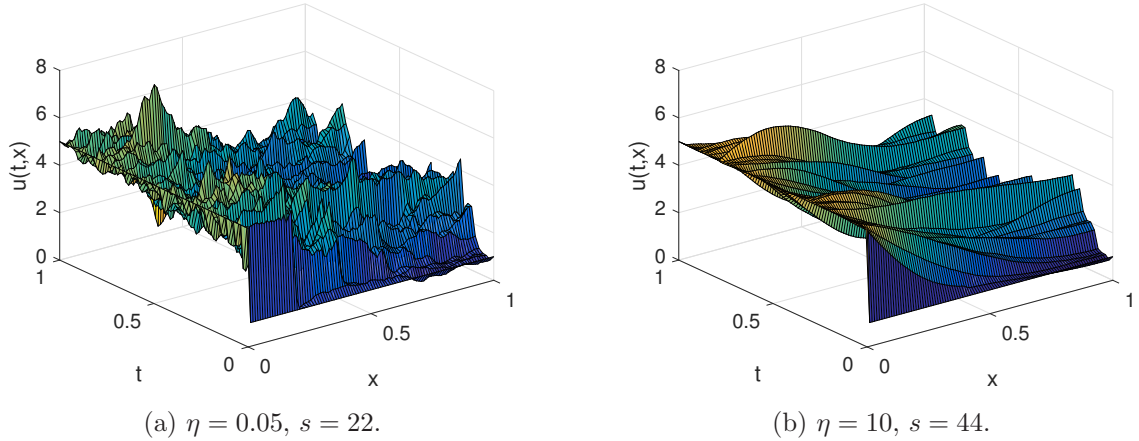 8
6
4
2
0
u(t,x)
1
0.5
0
t
0
0.5
1
x
(a) η = 0.05, s = 22.
8
6
4
2
0
u(t,x)
1
0.5
0
t
0
0.5
1
x
(b) η = 10, s = 44.